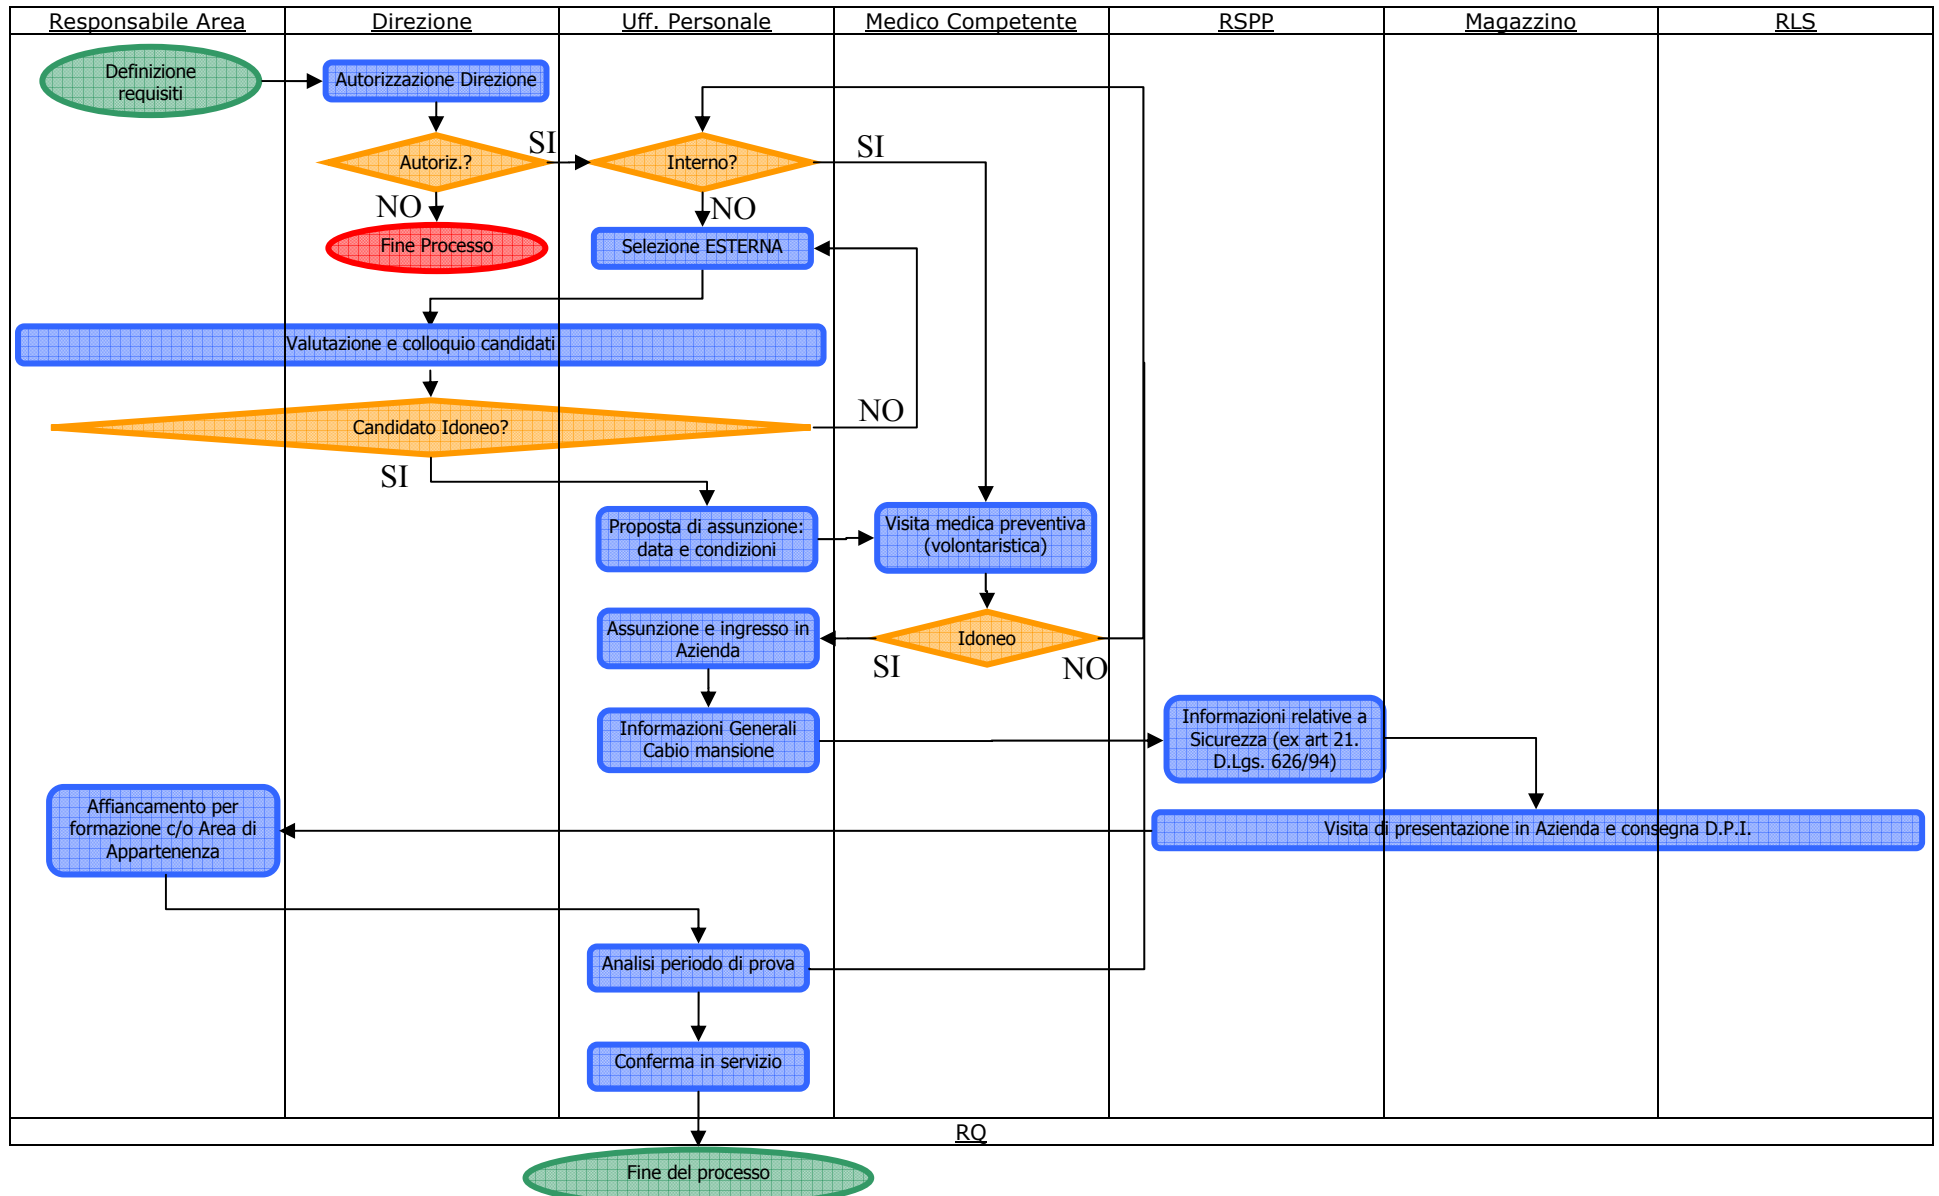 Responsabile Area
Direzione
Uff. Personale
Medico Competente
RSPP
Magazzino
RLS
Definizione
requisiti
Autorizzazione Direzione
Autoriz.?
SI
Interno?
SI
NO
NO
Fine Processo
Selezione ESTERNA
Valutazione e colloquio candidati
Candidato Idoneo?
NO
SI
Proposta di assunzione:
data e condizioni
Visita medica preventiva
(volontaristica)
Assunzione e ingresso in
Azienda
Idoneo
SI
NO
Informazioni Generali
Cabio mansione
Informazioni relative a
Sicurezza (ex art 21.
D.Lgs. 626/94)
Affiancamento per
formazione c/o Area di
Appartenenza
Visita di presentazione in Azienda e consegna D.P.I.
Analisi periodo di prova
Conferma in servizio
RQ
Fine del processo